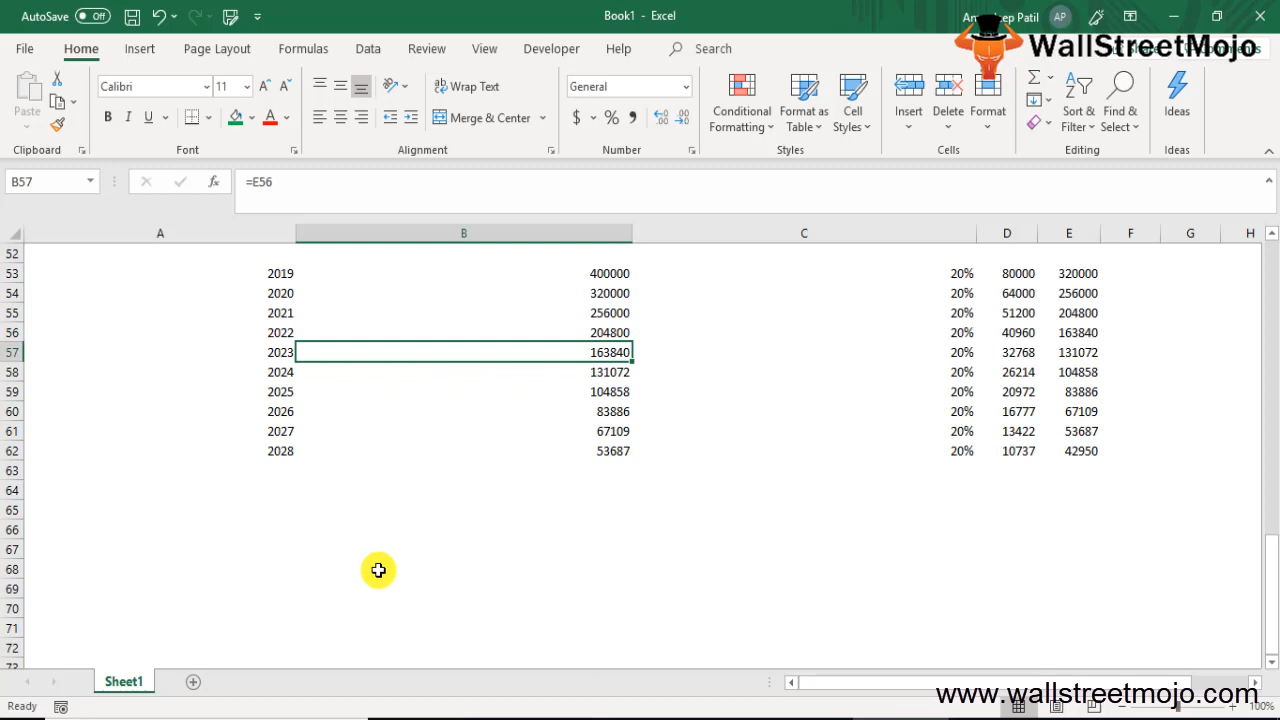 AutoSave Off Book1 - Excel Patil AP
WallStreetMojo
File Home Insert Page Layout Formulas Data Review View Developer Help Search
Paste Calibri 11 A A Wrap Text General Conditional Formatting Format as Table Cell Styles Insert Delete Format Sort & Filter Find & Select Ideas
B I U A Merge & Center $ % ,
Clipboard Font Alignment Number Styles Cells Editing Ideas
B57 fx =E56
A B C D E F G H
52
53 2019 400000 20% 80000 320000
54 2020 320000 20% 64000 256000
55 2021 256000 20% 51200 204800
56 2022 204800 20% 40960 163840
57 2023 163840 20% 32768 131072
58 2024 131072 20% 26214 104858
59 2025 104858 20% 20972 83886
60 2026 83886 20% 16777 67109
61 2027 67109 20% 13422 53687
62 2028 53687 20% 10737 42950
63
64
65
66
67
68
69
70
71
72
73
Sheet1
www.wallstreetmojo.com
Ready 100%